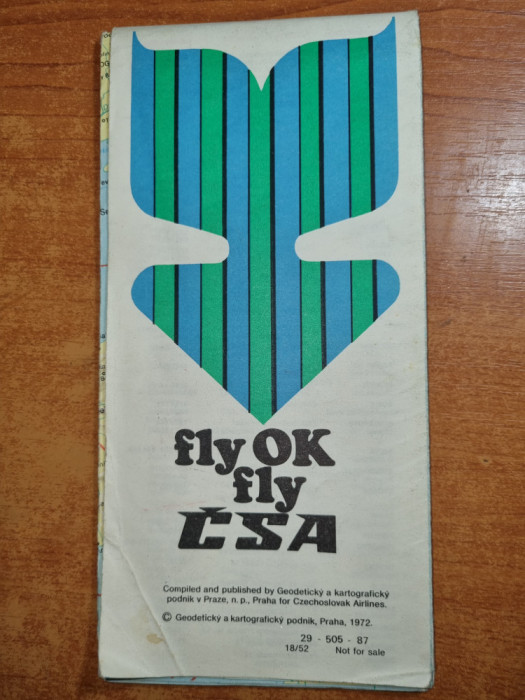 fly OK
fly
ČSA
Compiled and published by Geodetický a kartografický
podnik v Praze, n. p., Praha for Czechoslovak Airlines.
© Geodetický a kartografický podnik, Praha, 1972.
29 - 505 - 87
18/52 Not for sale